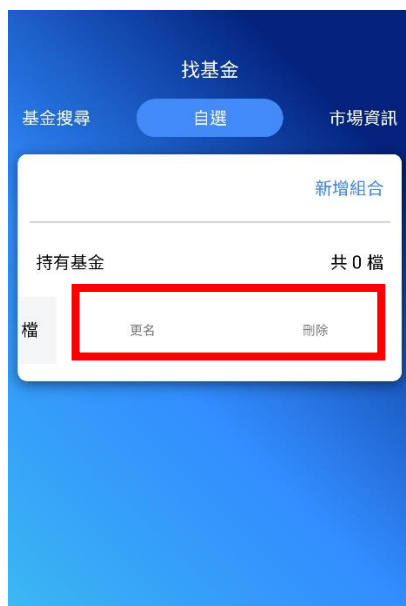 找基金
基金搜尋 自選 市場資訊
新增組合
持有基金 共 0 檔
檔 更名 刪除